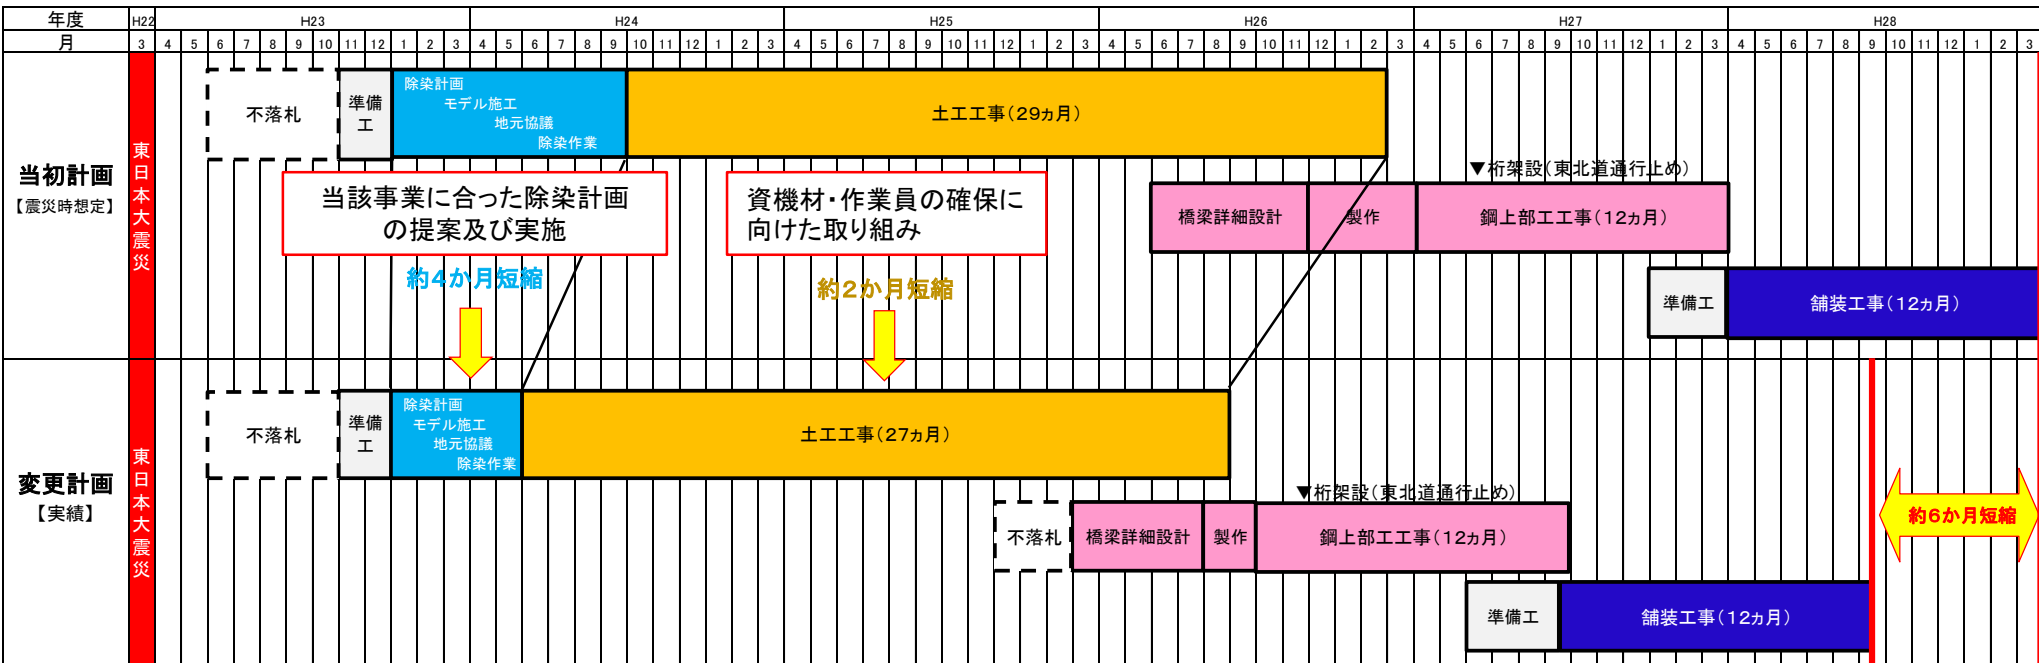 年度 H22 H23 H24 H25 H26 H27 H28
月 3 4 5 6 7 8 9 10 11 12 1 2 3 4 5 6 7 8 9 10 11 12 1 2 3 4 5 6 7 8 9 10 11 12 1 2 3 4 5 6 7 8 9 10 11 12 1 2 3 4 5 6 7 8 9 10 11 12 1 2 3 4 5 6 7 8 9 10 11 12 1 2 3
当初計画
【震災時想定】
東日本大震災
不落札
準備
工
除染計画
モデル施工
地元協議
除染作業
土工工事(29ヵ月)
当該事業に合った除染計画
の提案及び実施
資機材・作業員の確保に
向けた取り組み
▼桁架設(東北道通行止め)
橋梁詳細設計
製作
鋼上部工工事(12ヵ月)
約4か月短縮
約2か月短縮
準備工
舗装工事(12ヵ月)
変更計画
【実績】
東日本大震災
不落札
準備
工
除染計画
モデル施工
地元協議
除染作業
土工工事(27ヵ月)
▼桁架設(東北道通行止め)
不落札
橋梁詳細設計
製作
鋼上部工工事(12ヵ月)
約6か月短縮
準備工
舗装工事(12ヵ月)